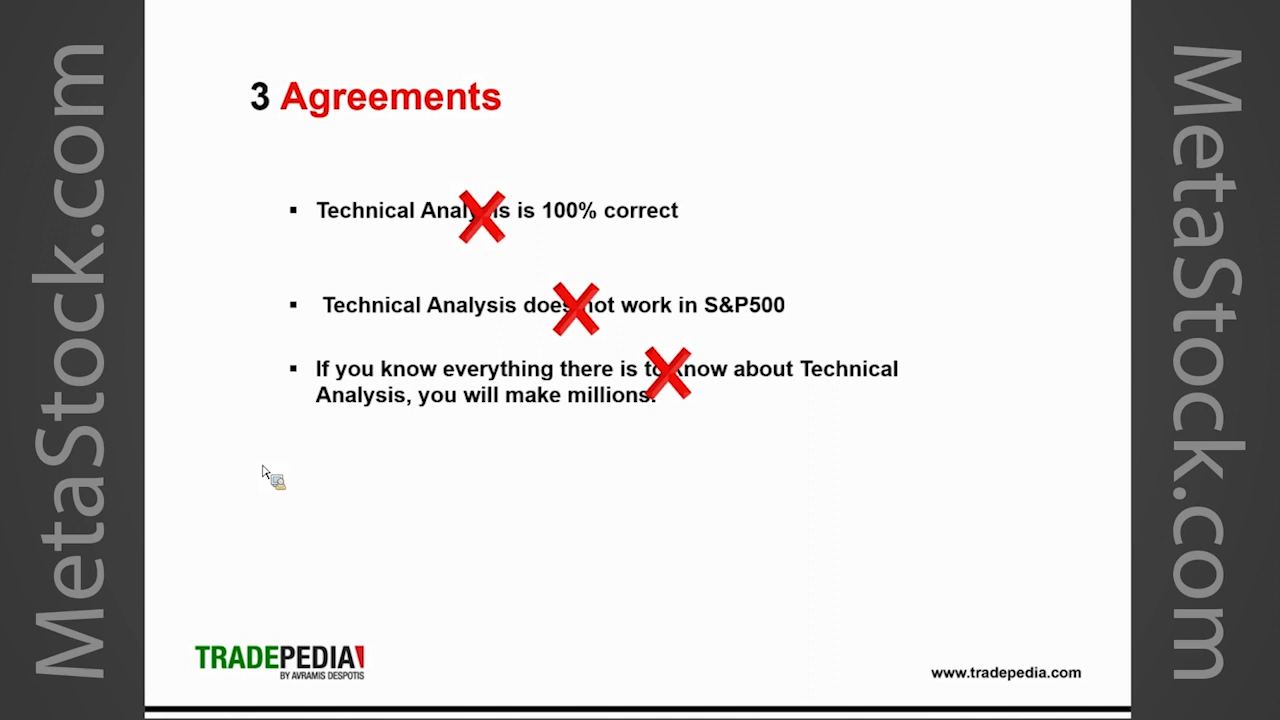 MetaStock.com
3 Agreements
▪ Technical Analysis is 100% correct
▪ Technical Analysis does not work in S&P500
▪ If you know everything there is to know about Technical
Analysis, you will make millions.
TRADEPEDIA
BY AVRAMIS DESPOTIS
www.tradepedia.com
MetaStock.com